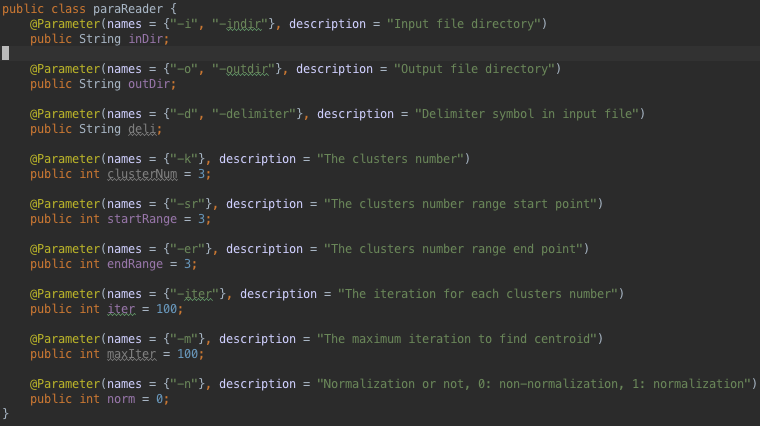 public class paraReader {
    @Parameter(names = {"-i", "-indir"}, description = "Input file directory")
    public String inDir;
    @Parameter(names = {"-o", "-outdir"}, description = "Output file directory")
    public String outDir;
    @Parameter(names = {"-d", "-delimiter"}, description = "Delimiter symbol in input file")
    public String deli;
    @Parameter(names = {"-k"}, description = "The clusters number")
    public int clusterNum = 3;
    @Parameter(names = {"-sr"}, description = "The clusters number range start point")
    public int startRange = 3;
    @Parameter(names = {"-er"}, description = "The clusters number range end point")
    public int endRange = 3;
    @Parameter(names = {"-iter"}, description = "The iteration for each clusters number")
    public int iter = 100;
    @Parameter(names = {"-m"}, description = "The maximum iteration to find centroid")
    public int maxIter = 100;
    @Parameter(names = {"-n"}, description = "Normalization or not, 0: non-normalization, 1: normalization")
    public int norm = 0;
}